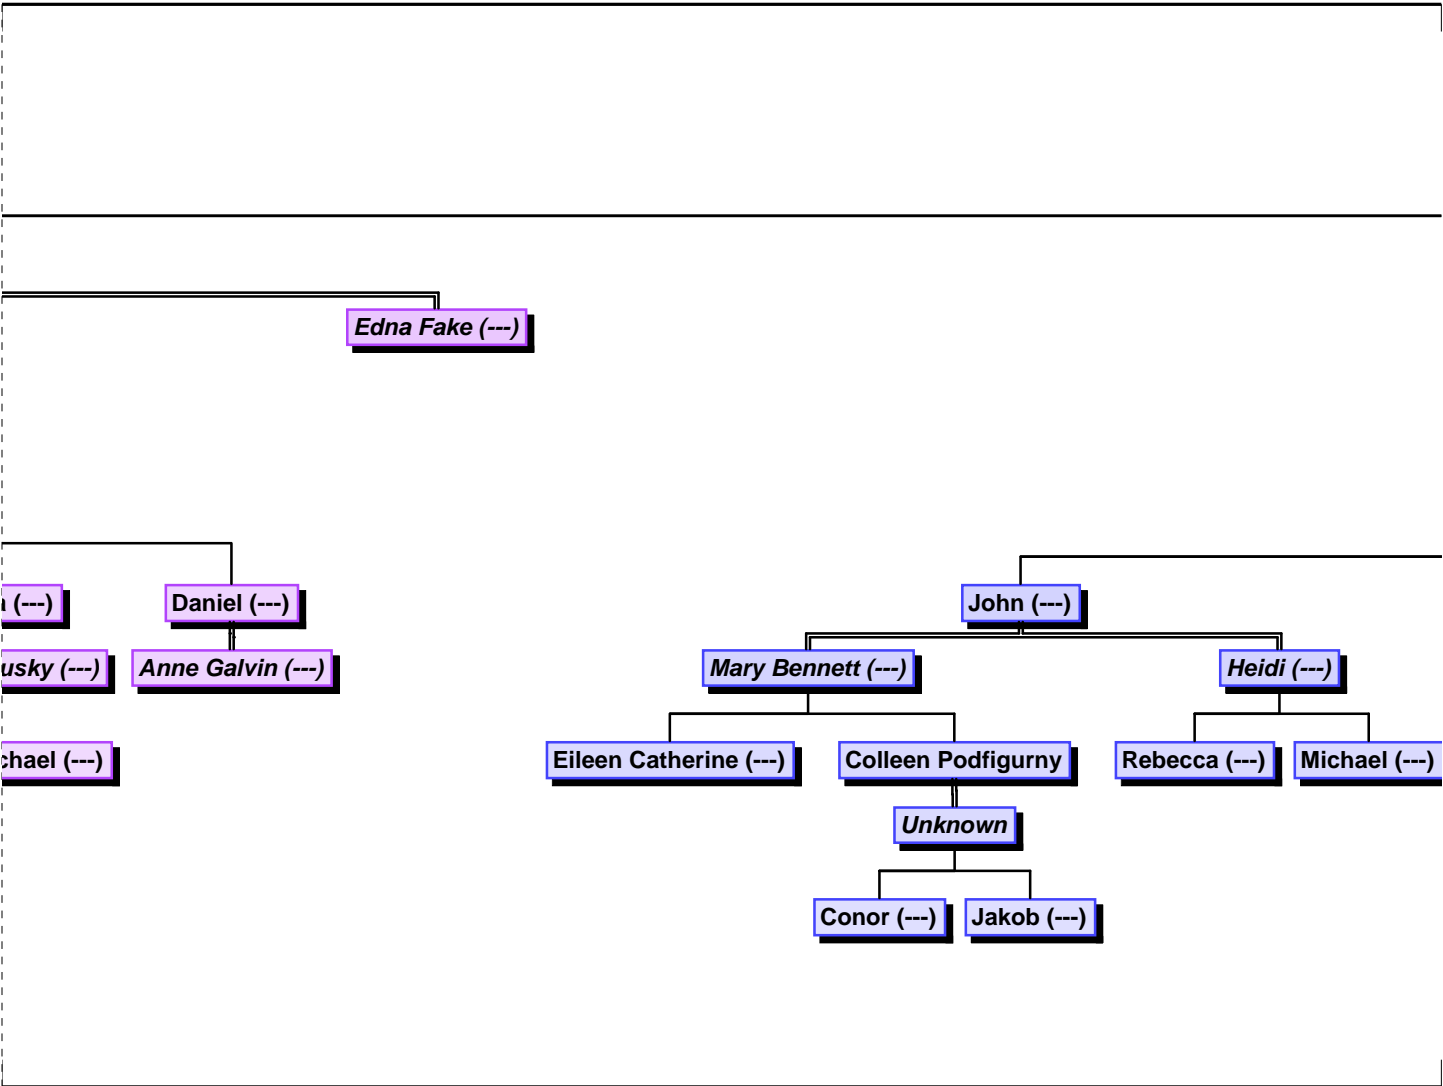 Edna Fake (---)
(---) Daniel (---) John (---)
usky (---) Anne Galvin (---) Mary Bennett (---) Heidi (---)
chael (---) Eileen Catherine (---) Colleen Podfigurny Rebecca (---) Michael (---)
Unknown
Conor (---) Jakob (---)